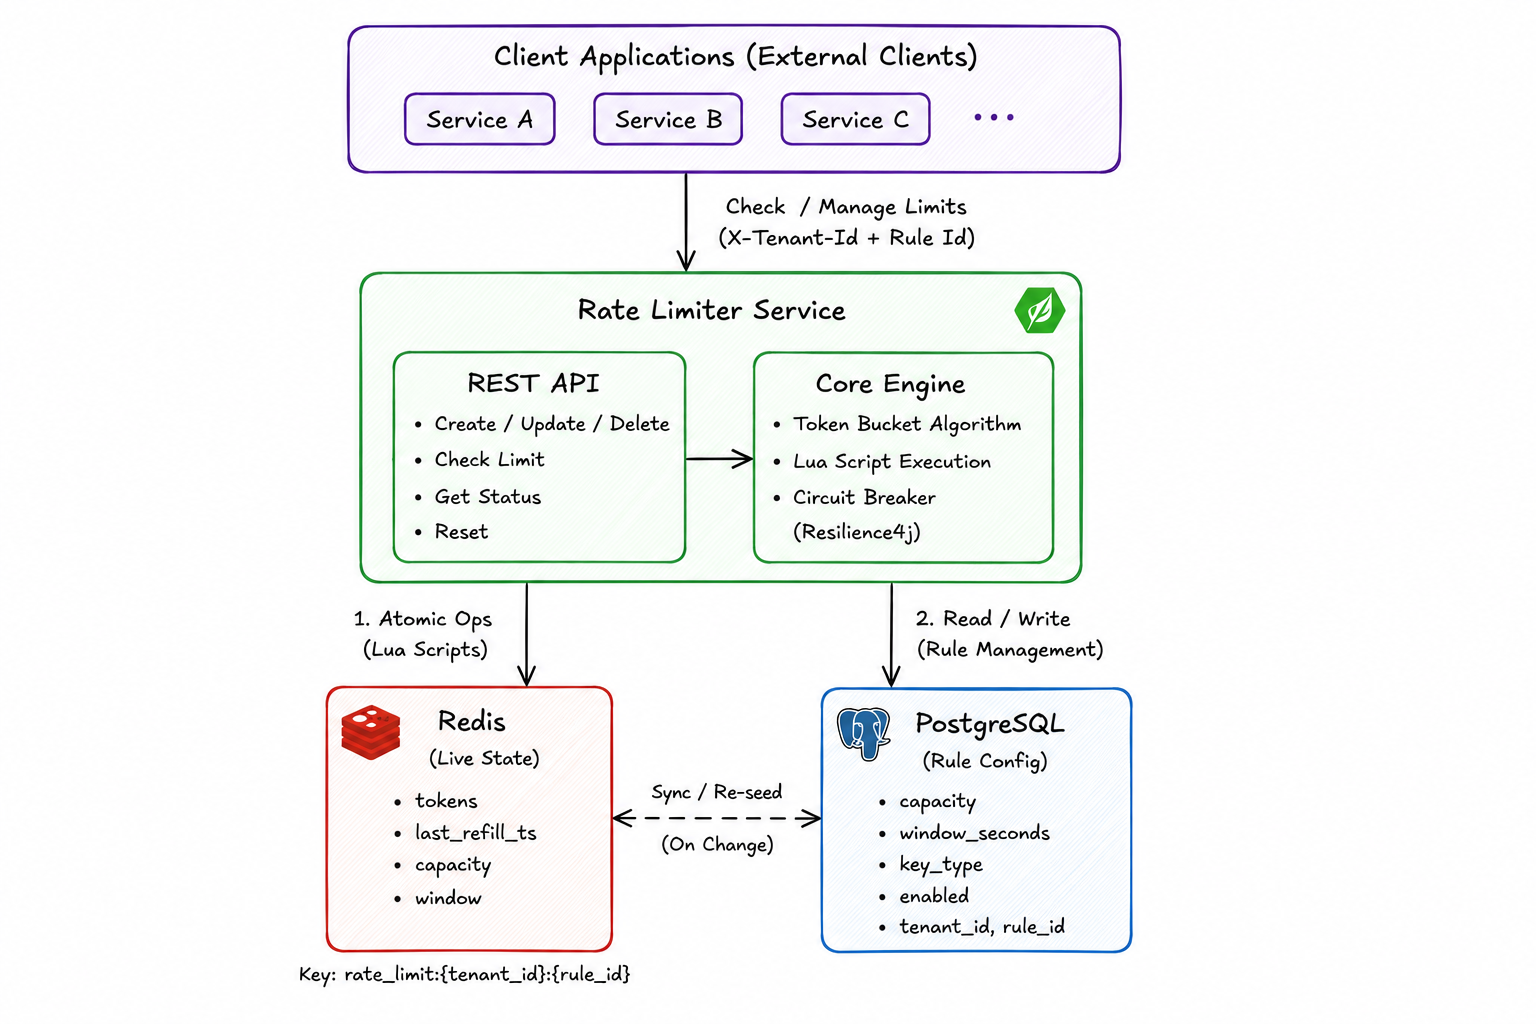 Client Applications (External Clients)
Service A
Service B
Service C
Check / Manage Limits
(X-Tenant-Id + Rule Id)
Rate Limiter Service
REST API
• Create / Update / Delete
• Check Limit
• Get Status
• Reset
Core Engine
• Token Bucket Algorithm
• Lua Script Execution
• Circuit Breaker
(Resilience4j)
1. Atomic Ops
(Lua Scripts)
2. Read / Write
(Rule Management)
Redis
(Live State)
• tokens
• last_refill_ts
• capacity
• window
Key: rate_limit:{tenant_id}:{rule_id}
Sync / Re-seed
(On Change)
PostgreSQL
(Rule Config)
• capacity
• window_seconds
• key_type
• enabled
• tenant_id, rule_id